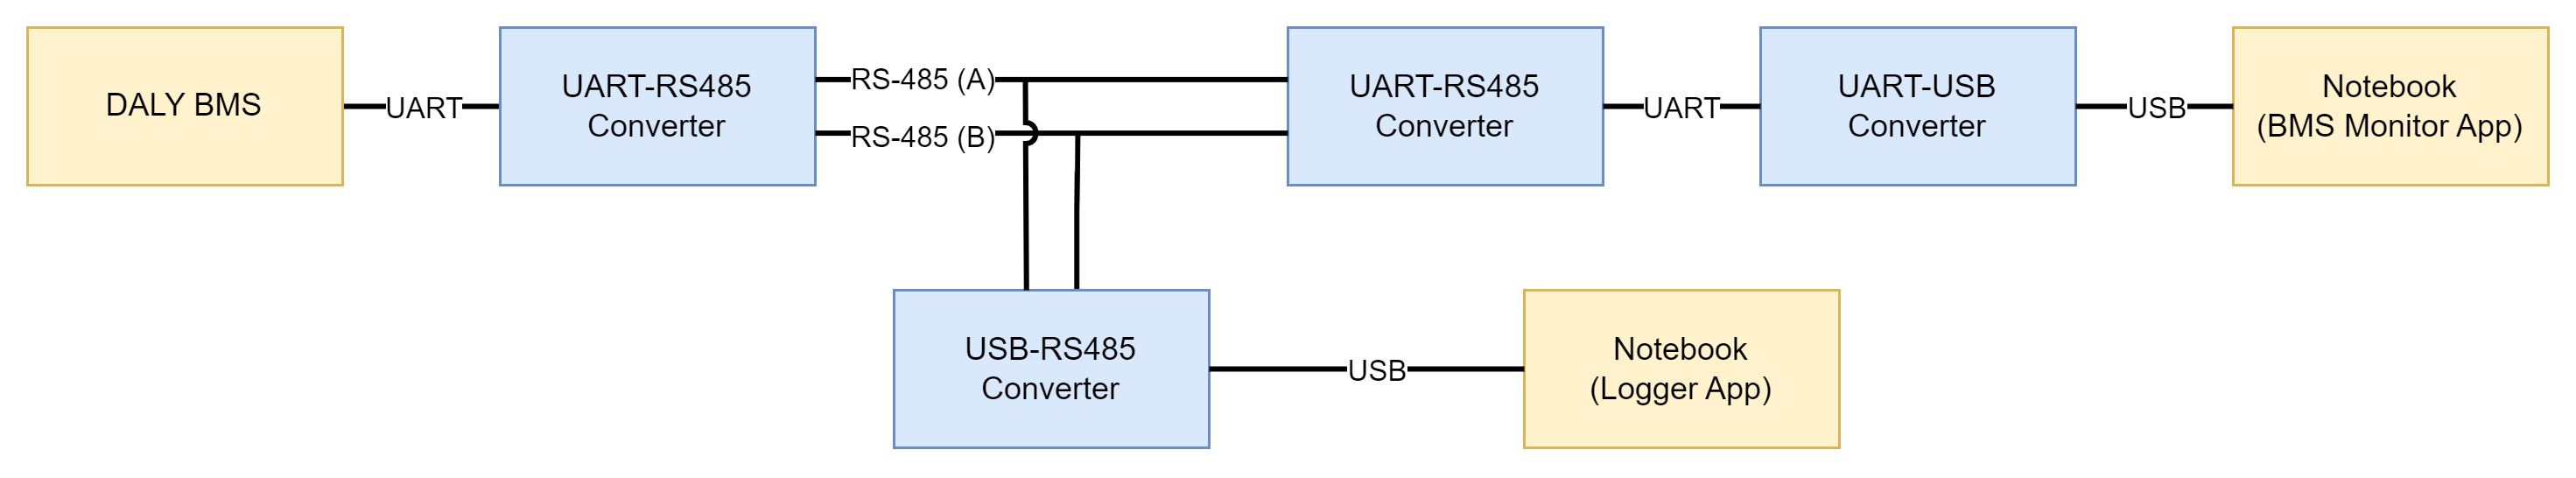 DALY BMS
UART
UART-RS485
Converter
RS-485 (A)
RS-485 (B)
UART-RS485
Converter
UART
UART-USB
Converter
USB
Notebook
(BMS Monitor App)
USB-RS485
Converter
USB
Notebook
(Logger App)